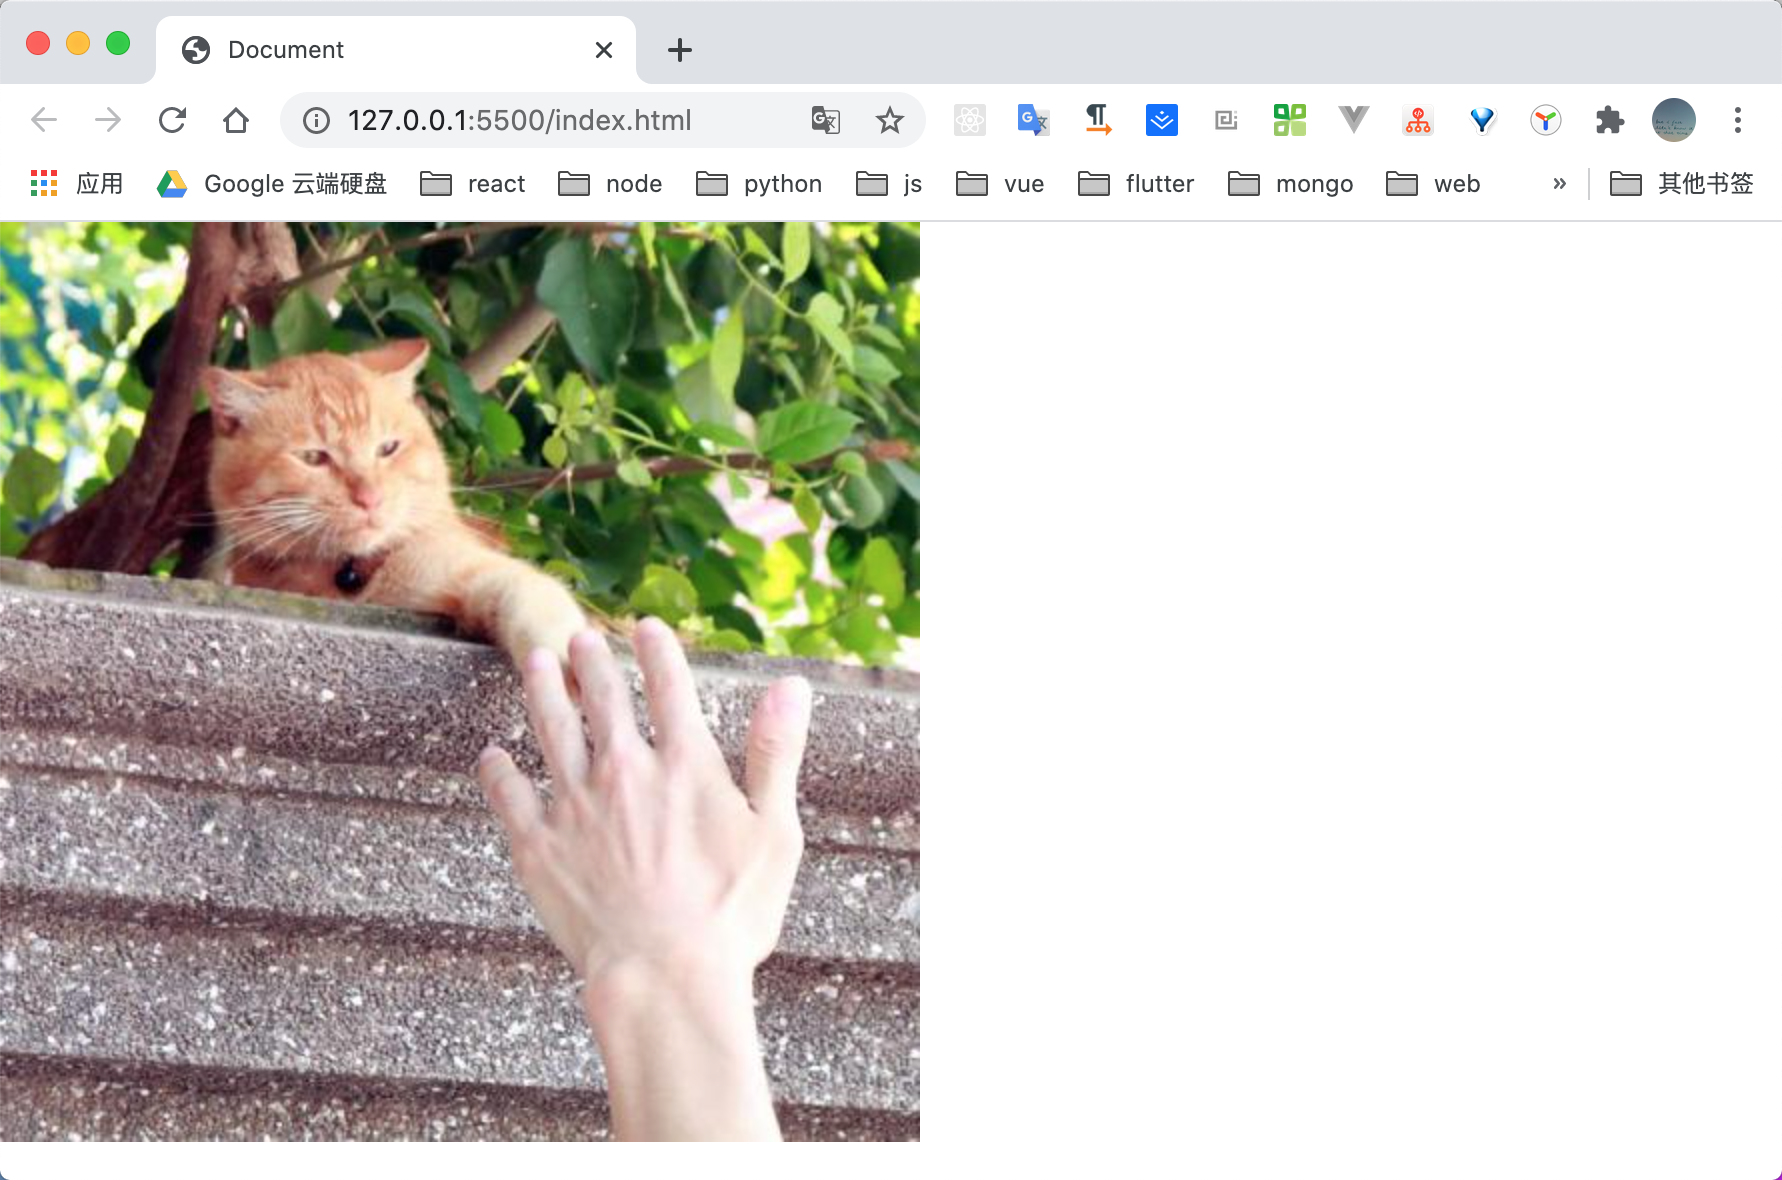 Document
127.0.0.1:5500/index.html
应用 Google 云端硬盘 react node python js vue flutter mongo web » 其他书签